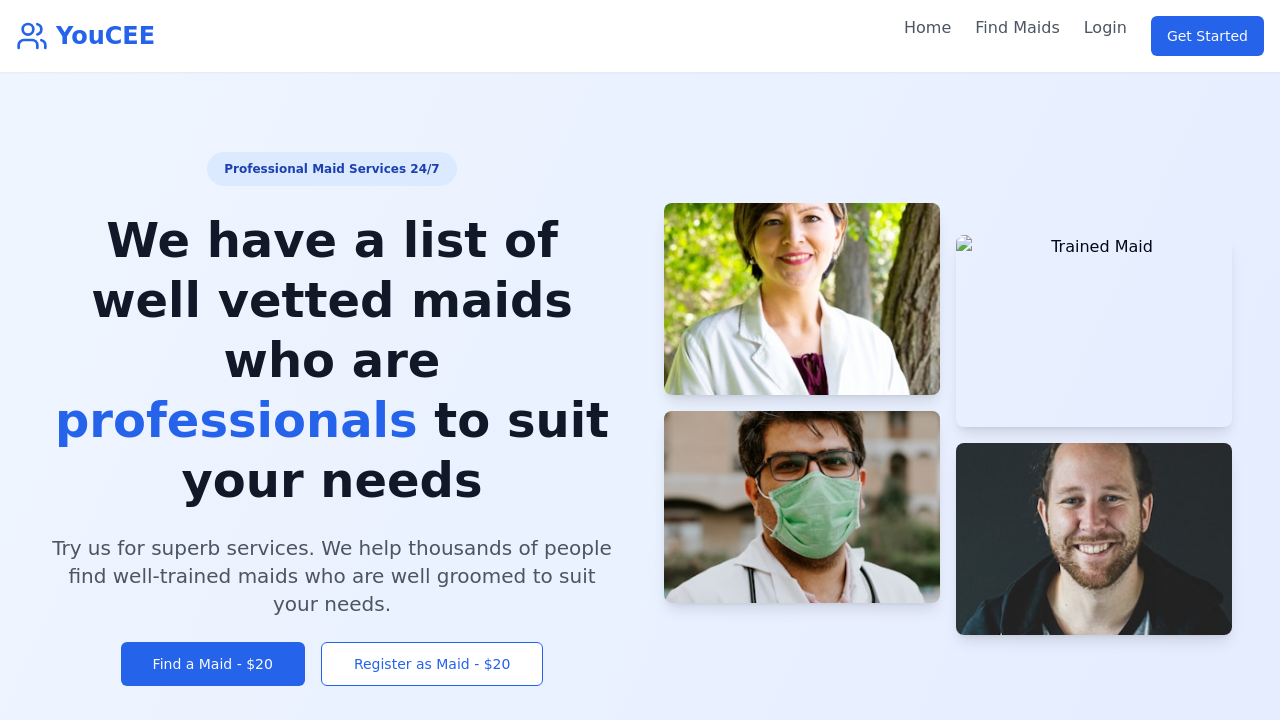 YouCEE
Home
Find Maids
Login
Get Started
Professional Maid Services 24/7
We have a list of
well vetted maids
who are
professionals to suit
your needs
Try us for superb services. We help thousands of people
find well-trained maids who are well groomed to suit
your needs.
Find a Maid - $20
Register as Maid - $20
Trained Maid